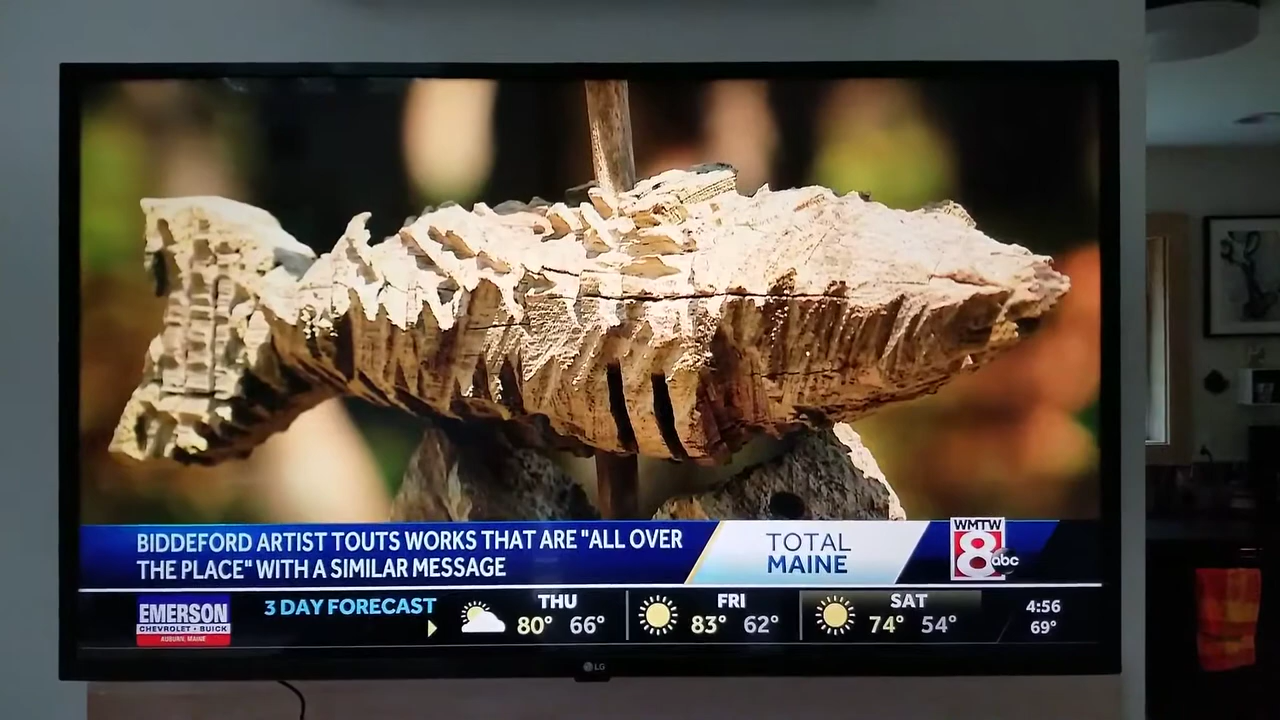 BIDDEFORD ARTIST TOUTS WORKS THAT ARE "ALL OVER
THE PLACE" WITH A SIMILAR MESSAGE
TOTAL
MAINE
WMTW
8
abc
EMERSON
CHEVROLET • BUICK
AUBURN, MAINE
3 DAY FORECAST
THU
80° 66°
FRI
83° 62°
SAT
74° 54°
4:56
69°
LG